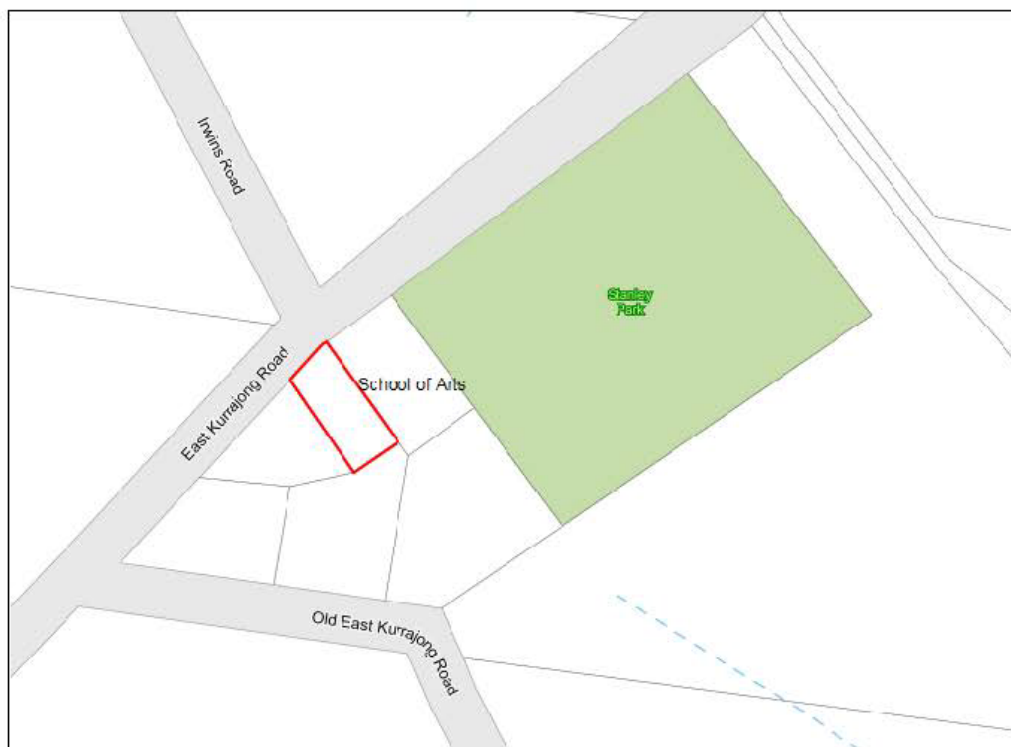 Irwins Road
Stanley
Park
School of Arts
East Kurrajong Road
Old East Kurrajong Road